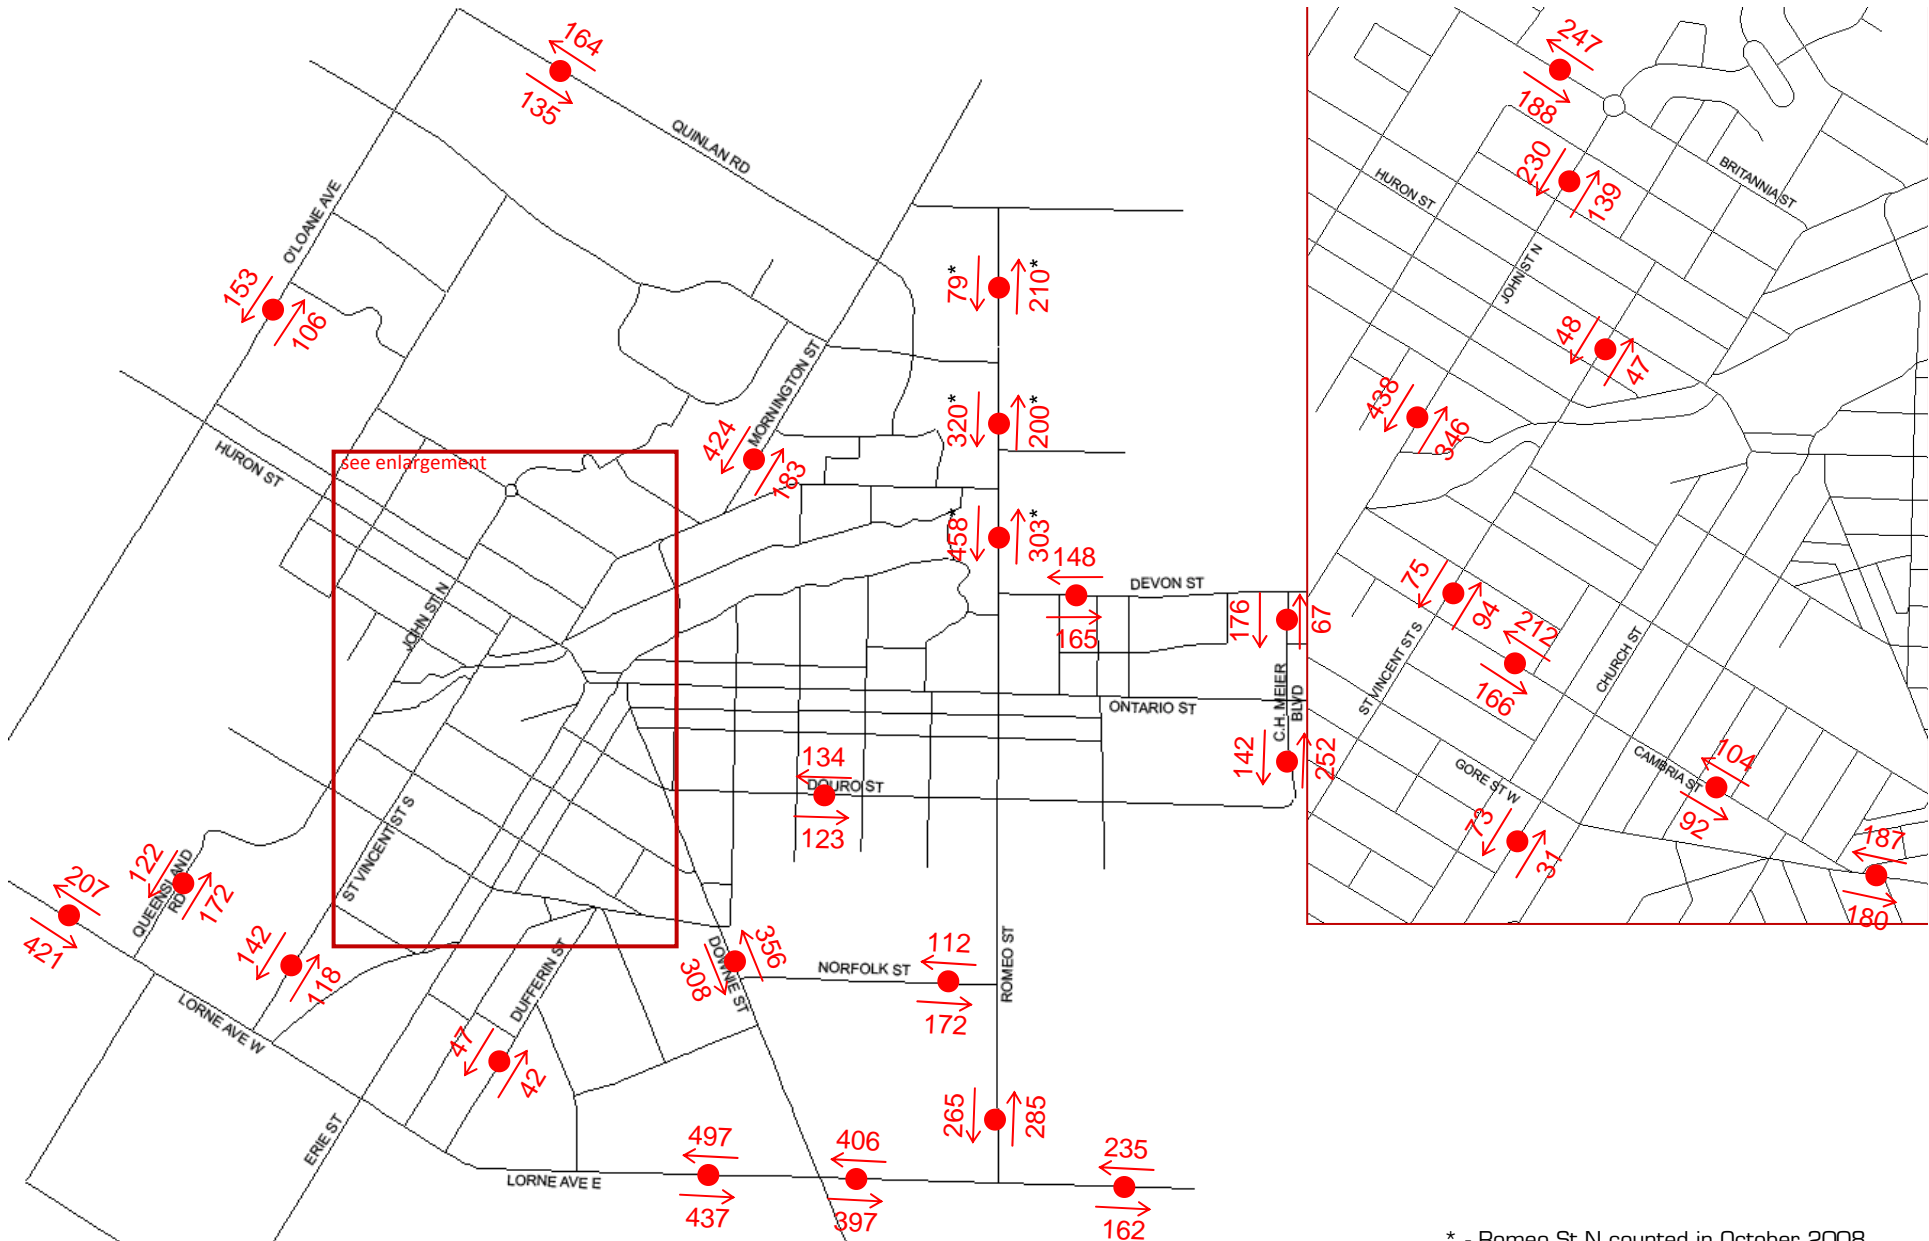 164
135
QUINLAN RD
O'LOANE AVE
153
106
HURON ST
see enlargement
MORNINGTON ST
424
183
79*
210*
320*
200*
458*
303*
148
165
DEVON ST
176
67
C.H. MEIER
BLVD
ONTARIO ST
142
252
134
DOURO ST
123
JOHN ST N
ST VINCENT ST S
122
172
QUEENSLAND
RD
207
421
142
118
LORNE AVE W
ERIE ST
DUFFERIN ST
47
42
DOWNIE ST
356
308
NORFOLK ST
112
172
ROMEO ST
265
285
497
437
406
397
235
162
LORNE AVE E
247
188
230
139
BRITANNIA ST
HURON ST
JOHN ST N
48
47
438
346
75
94
212
166
ST VINCENT ST S
CHURCH ST
GORE ST W
CAMBRIA ST
104
92
73
31
187
180
* - Romeo St N counted in October 2008